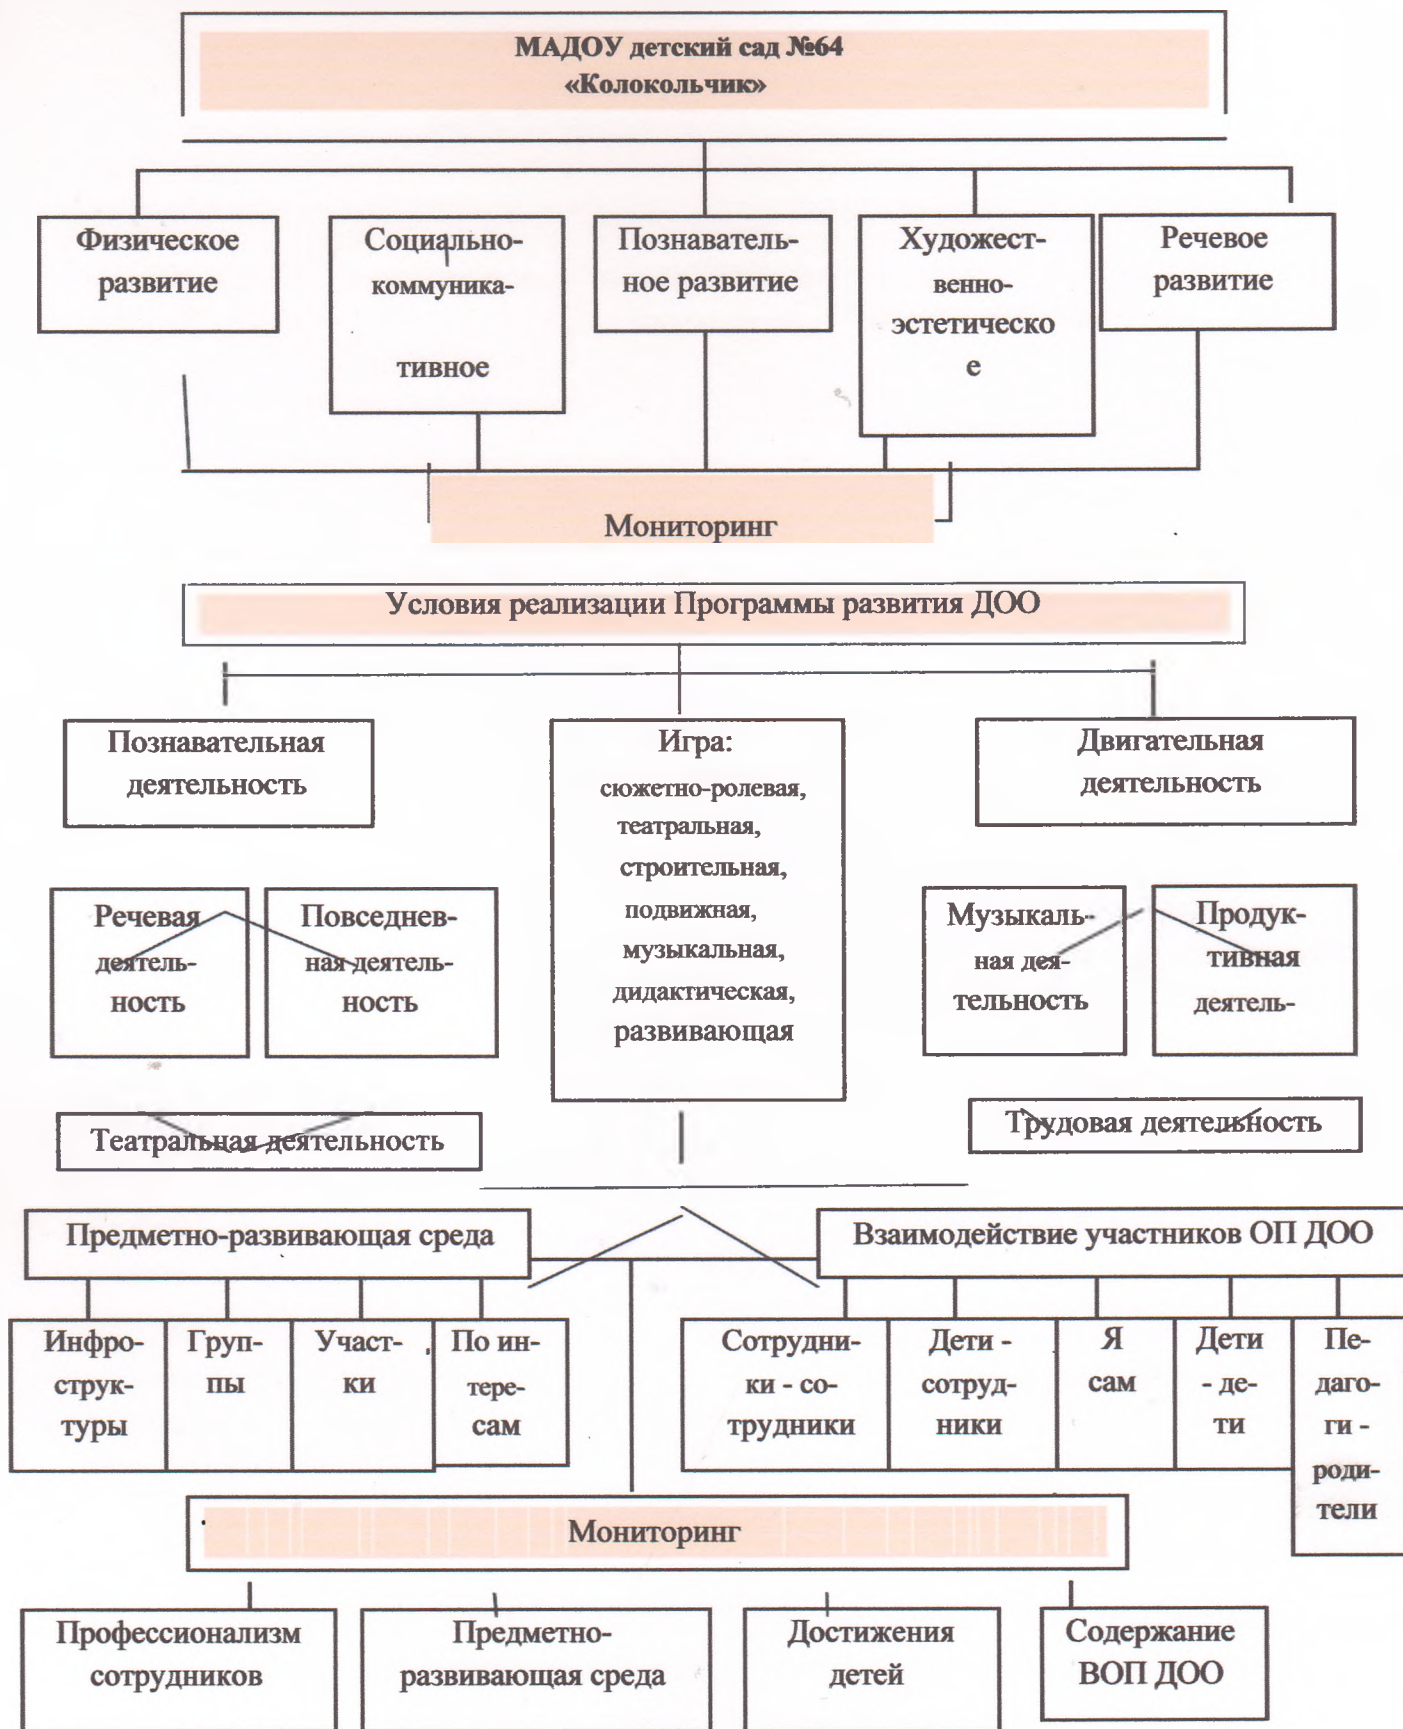 МАДОУ детский сад №64
«Колокольчик»
Физическое
развитие
Социально-
коммуника-
тивное
Познаватель-
ное развитие
Художест-
венно-
эстетическо
е
Речевое
развитие
Мониторинг
Условия реализации Программы развития ДОО
Познавательная
деятельность
Игра:
сюжетно-ролевая,
театральная,
строительная,
подвижная,
музыкальная,
дидактическая,
развивающая
Двигательная
деятельность
Речевая
деятель-
ность
Повседнев-
ная деятель-
ность
Музыкаль-
ная дея-
тельность
Продук-
тивная
деятель-
Театральная деятельность
Трудовая деятельность
Предметно-развивающая среда
Взаимодействие участников ОП ДОО
Инфро-
струк-
туры
Груп-
пы
Участ-
ки
По ин-
тере-
сам
Сотрудни-
ки - со-
трудники
Дети -
сотруд-
ники
Я
сам
Дети
- де-
ти
Пе-
даго-
ги -
роди-
тели
Мониторинг
Профессионализм
сотрудников
Предметно-
развивающая среда
Достижения
детей
Содержание
ВОП ДОО